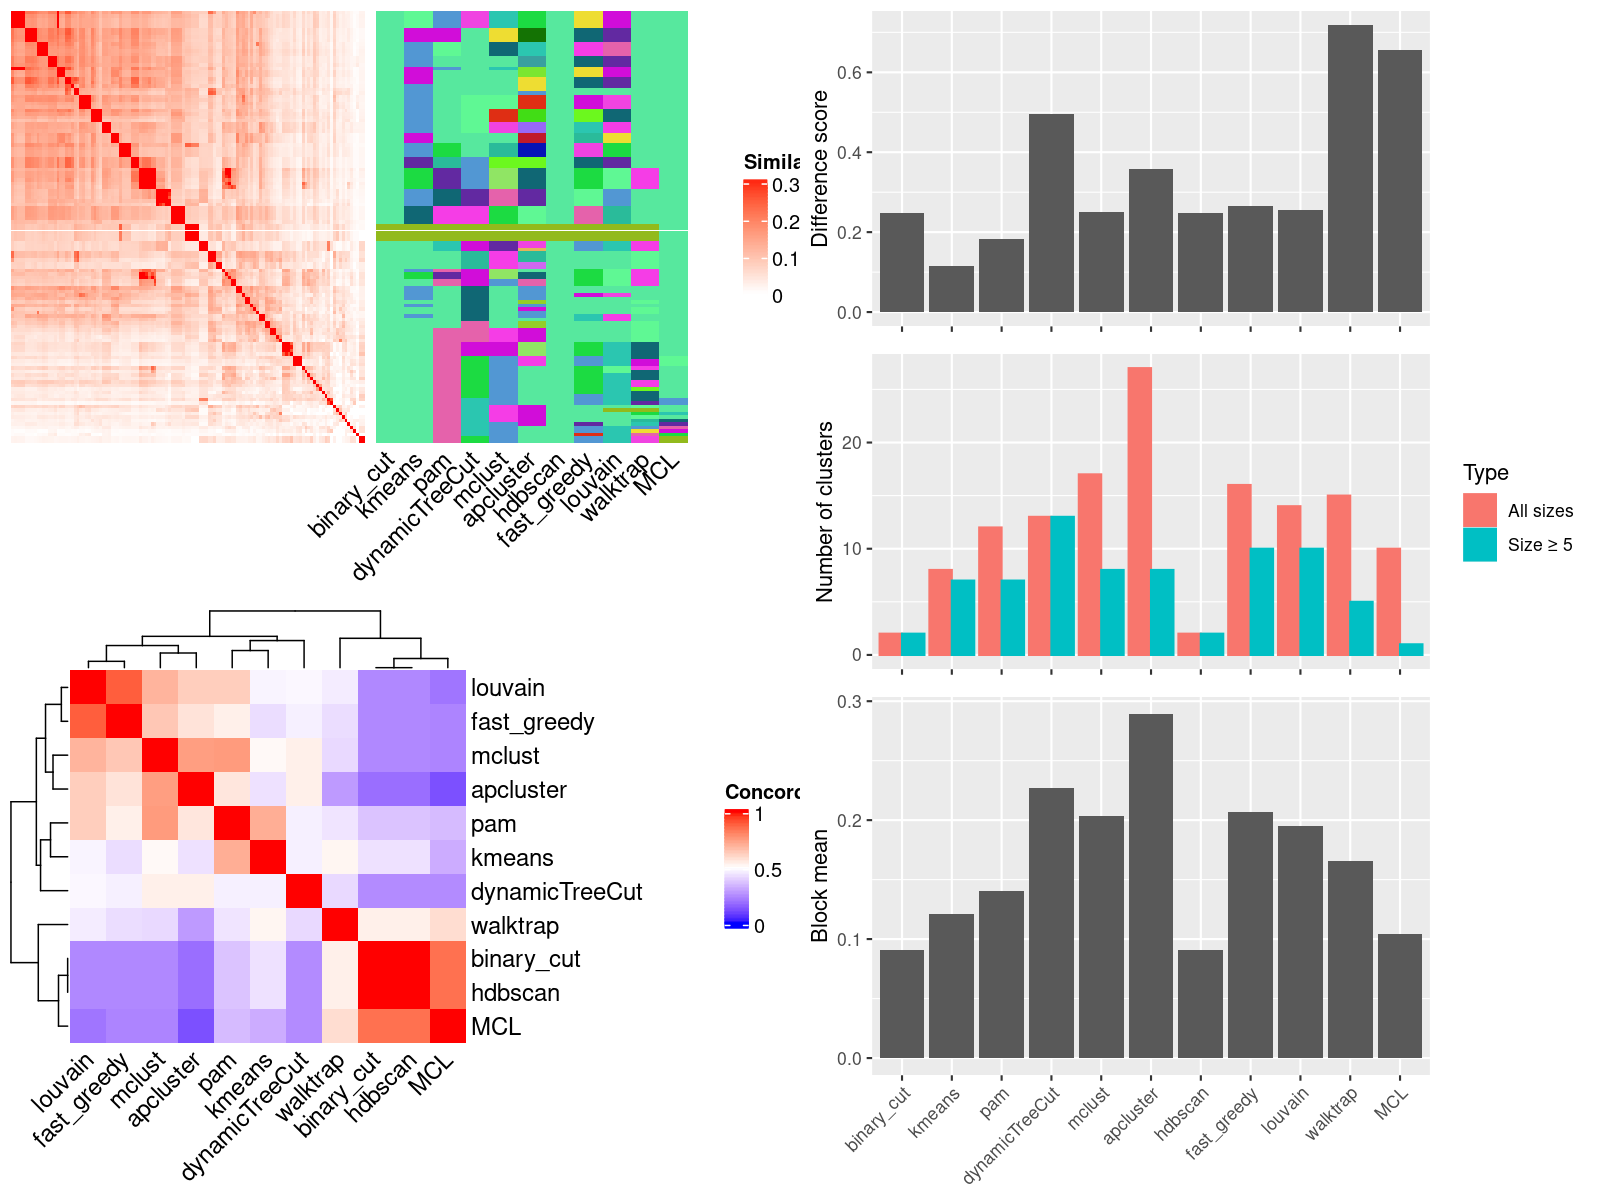 Simila
0.3
0.2
0.1
0
binary_cut
kmeans
pam
dynamicTreeCut
mclust
apcluster
hdbscan
fast_greedy
louvain
walktrap
MCL
louvain
fast_greedy
mclust
apcluster
pam
kmeans
dynamicTreeCut
walktrap
binary_cut
hdbscan
MCL
louvain
fast_greedy
mclust
apcluster
pam
kmeans
dynamicTreeCut
walktrap
binary_cut
hdbscan
MCL
Concord
1
0.5
0
Difference score
0.6
0.4
0.2
0.0
Number of clusters
20
10
0
Type
All sizes
Size ≥ 5
Block mean
0.3
0.2
0.1
0.0
binary_cut
kmeans
pam
dynamicTreeCut
mclust
apcluster
hdbscan
fast_greedy
louvain
walktrap
MCL